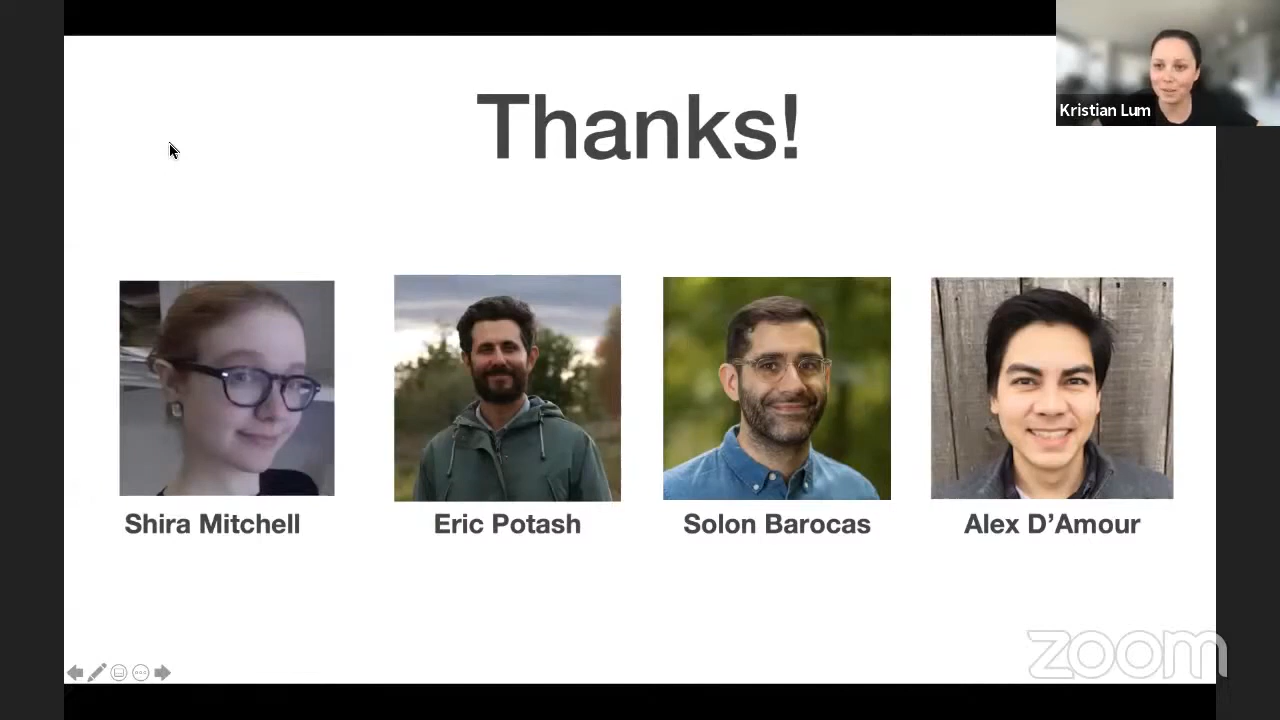 Thanks!
Kristian Lum
Shira Mitchell
Eric Potash
Solon Barocas
Alex D’Amour
zoom